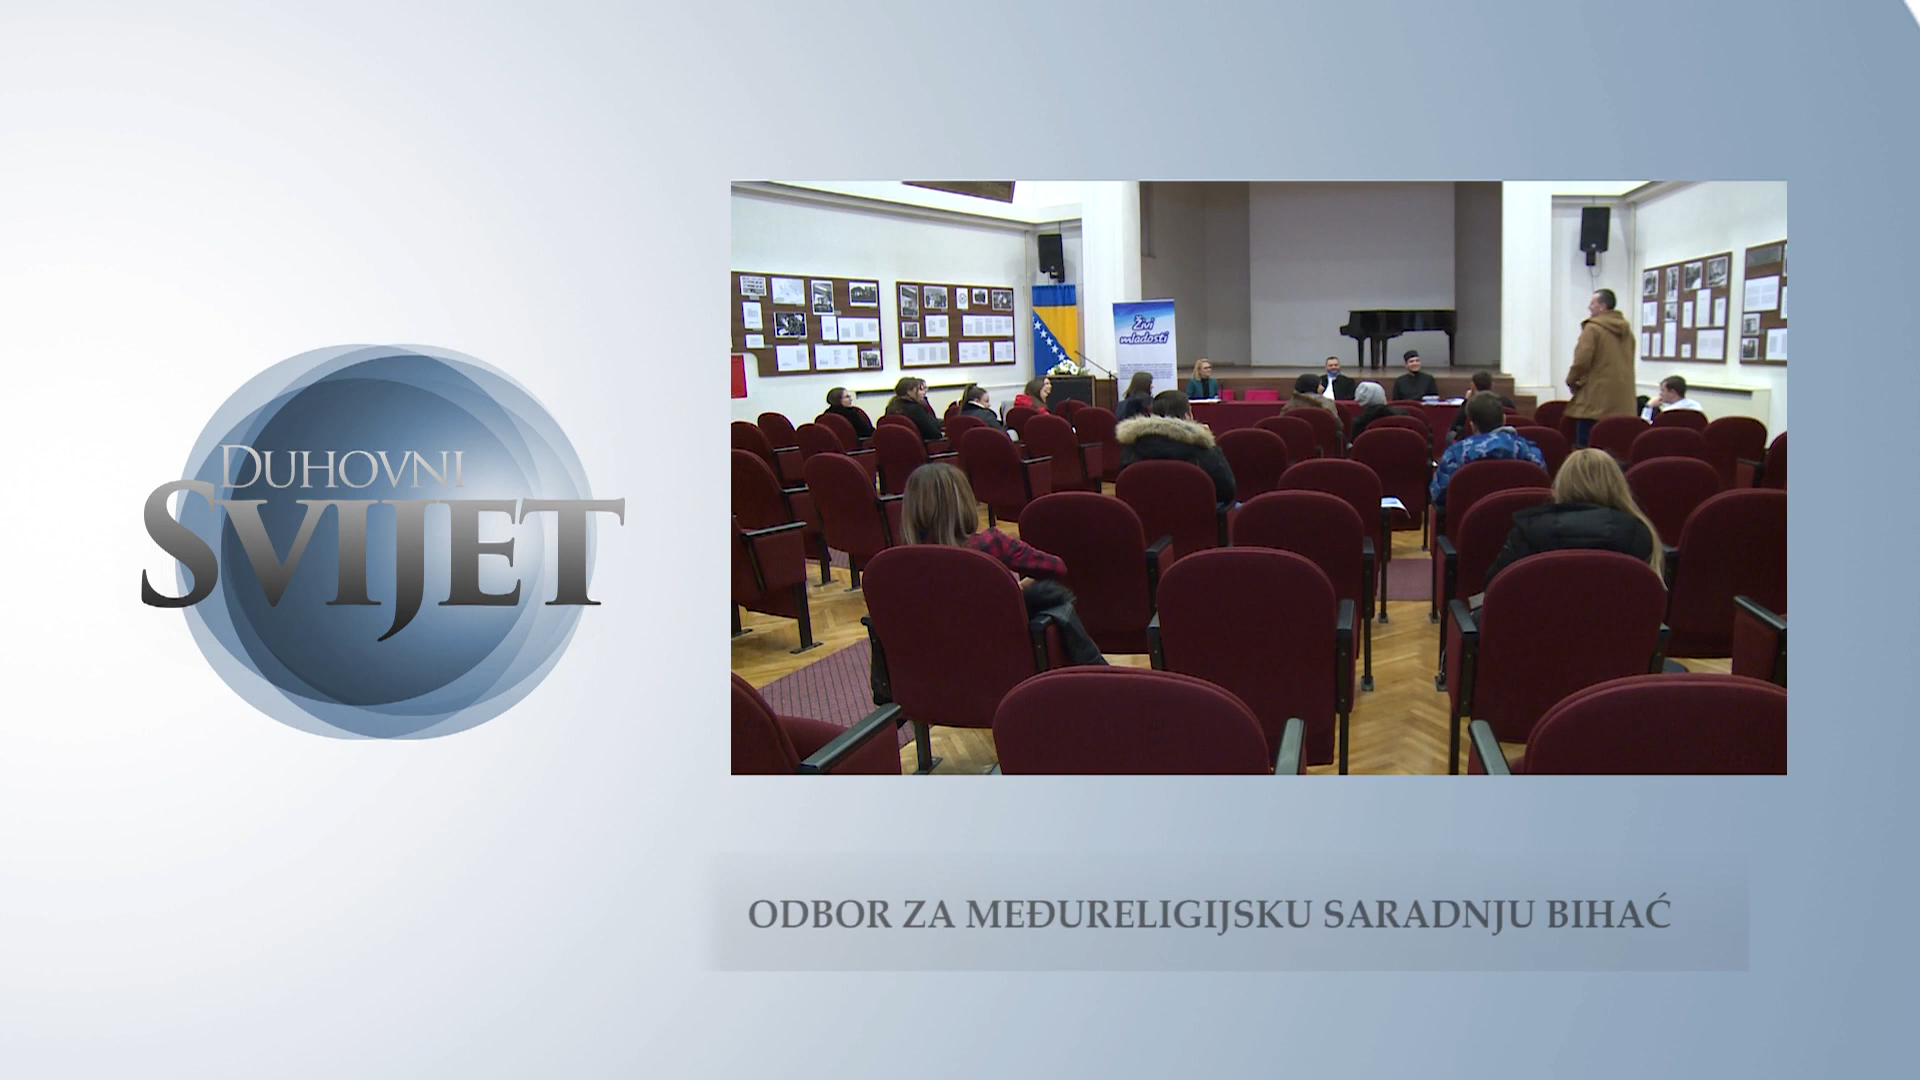 DUHOVNI
SVIJET
Živi
mladosti
ODBOR ZA MEĐURELIGIJSKU SARADNJU BIHAĆ